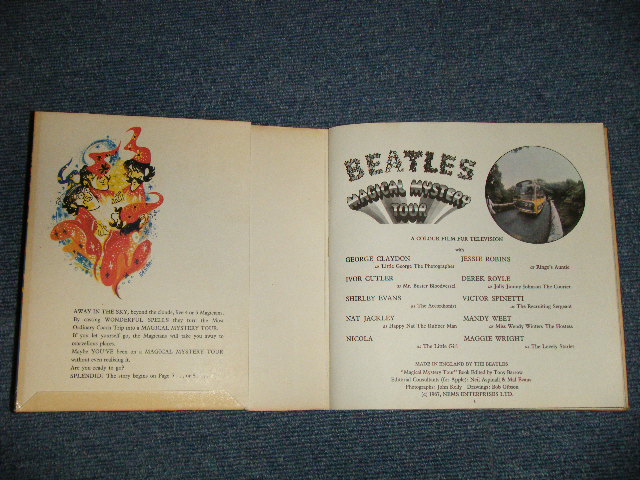 AWAY IN THE SKY, beyond the clouds, live 4 or 5 Magicians.
By casting WONDERFUL SPELLS they turn the Most
Ordinary Coach Trip into a MAGICAL MYSTERY TOUR.
If you let yourself go, the Magicians will take you away to
marvellous places.
Maybe YOU'VE been on a MAGICAL MYSTERY TOUR
without even realising it.
Are you ready to go?
SPLENDID. The story begins on Page
BEATLES
MAGICAL MYSTERY
TOUR
A COLOUR FILM FOR TELEVISION
with
GEORGE CLAYDON
as Little George The Photographer
JESSIE ROBINS
as Ringo's Auntie
IVOR CUTLER
as Mr. Buster Bloodvessel
DEREK ROYLE
as Jolly Jimmy Johnson The Courier
SHIRLEY EVANS
as The Accordionist
VICTOR SPINETTI
as The Recruiting Sergeant
NAT JACKLEY
as Happy Nat The Rubber Man
MANDY WEET
as Miss Wendy Winters The Hostess
NICOLA
as The Little Girl
MAGGIE WRIGHT
as The Lovely Starlet
MADE IN ENGLAND BY THE BEATLES
"Magical Mystery Tour" Book Edited by Tony Barrow
Editorial Consultants (for Apple): Neil Aspinall & Mal Evans
Photographs: John Kelly Drawings: Bob Gibson
(c) 1967, NEMS ENTERPRISES LTD.